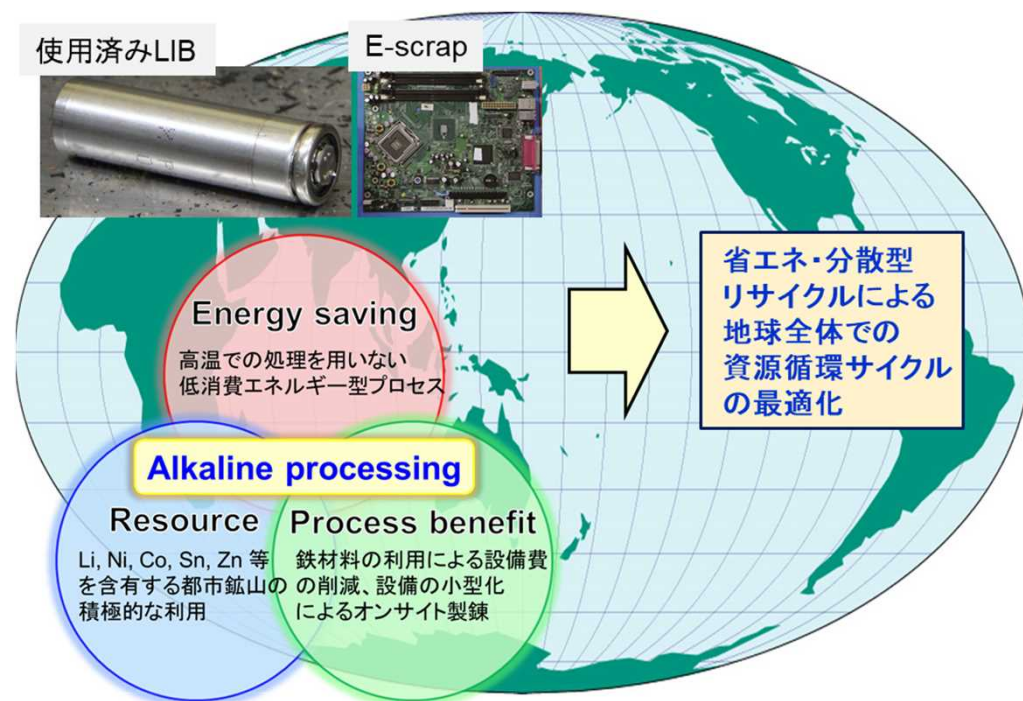 使用済みLIB
E-scrap
Energy saving
高温での処理を用いない
低消費エネルギー型プロセス
Alkaline processing
Resource
Li, Ni, Co, Sn, Zn 等
を含有する都市鉱山の
積極的な利用
Process benefit
鉄材料の利用による設備費
の削減、設備の小型化
によるオンサイト製錬
省エネ・分散型
リサイクルによる
地球全体での
資源循環サイクル
の最適化